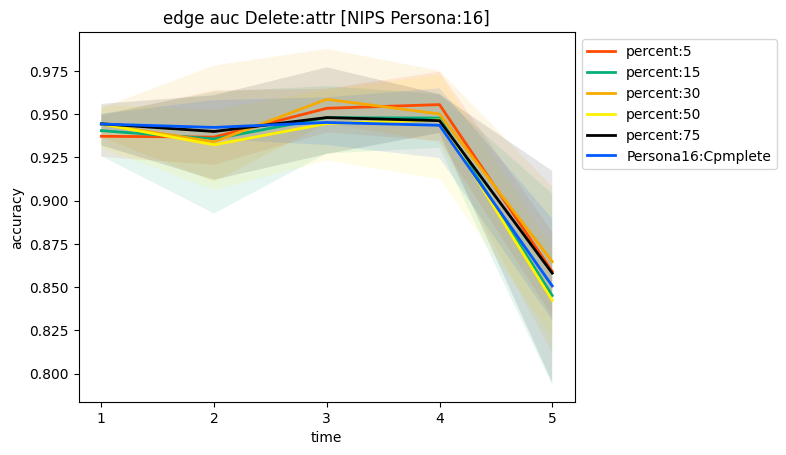 edge auc Delete:attr [NIPS Persona:16]
0.975
0.950
0.925
0.900
0.875
0.850
0.825
0.800
accuracy
1 2 3 4 5
time
percent:5
percent:15
percent:30
percent:50
percent:75
Persona16:Cpmplete